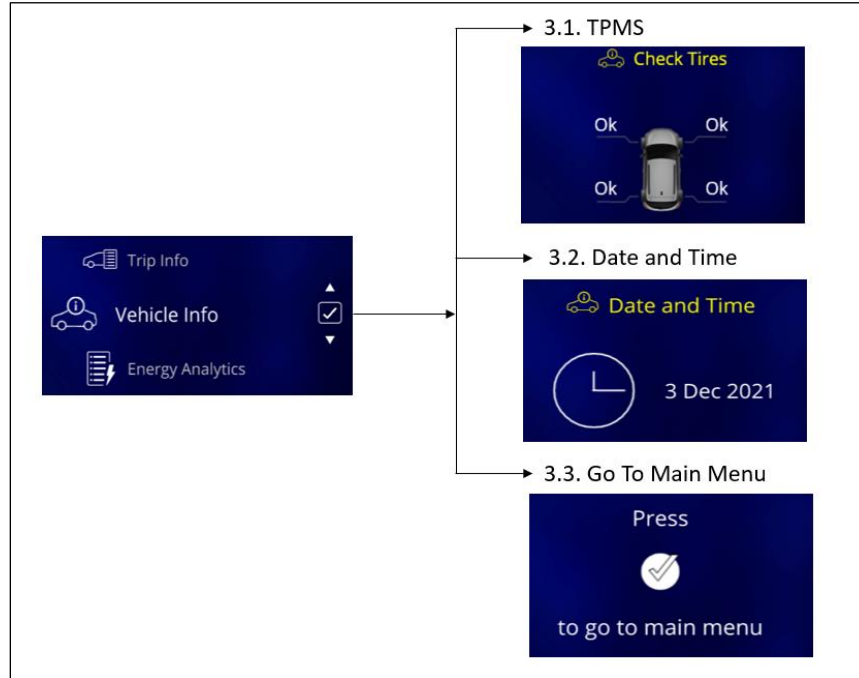 3.1. TPMS
Check Tires
Ok Ok
Ok Ok
Trip Info
Vehicle Info
Energy Analytics
3.2. Date and Time
Date and Time
3 Dec 2021
3.3. Go To Main Menu
Press
to go to main menu